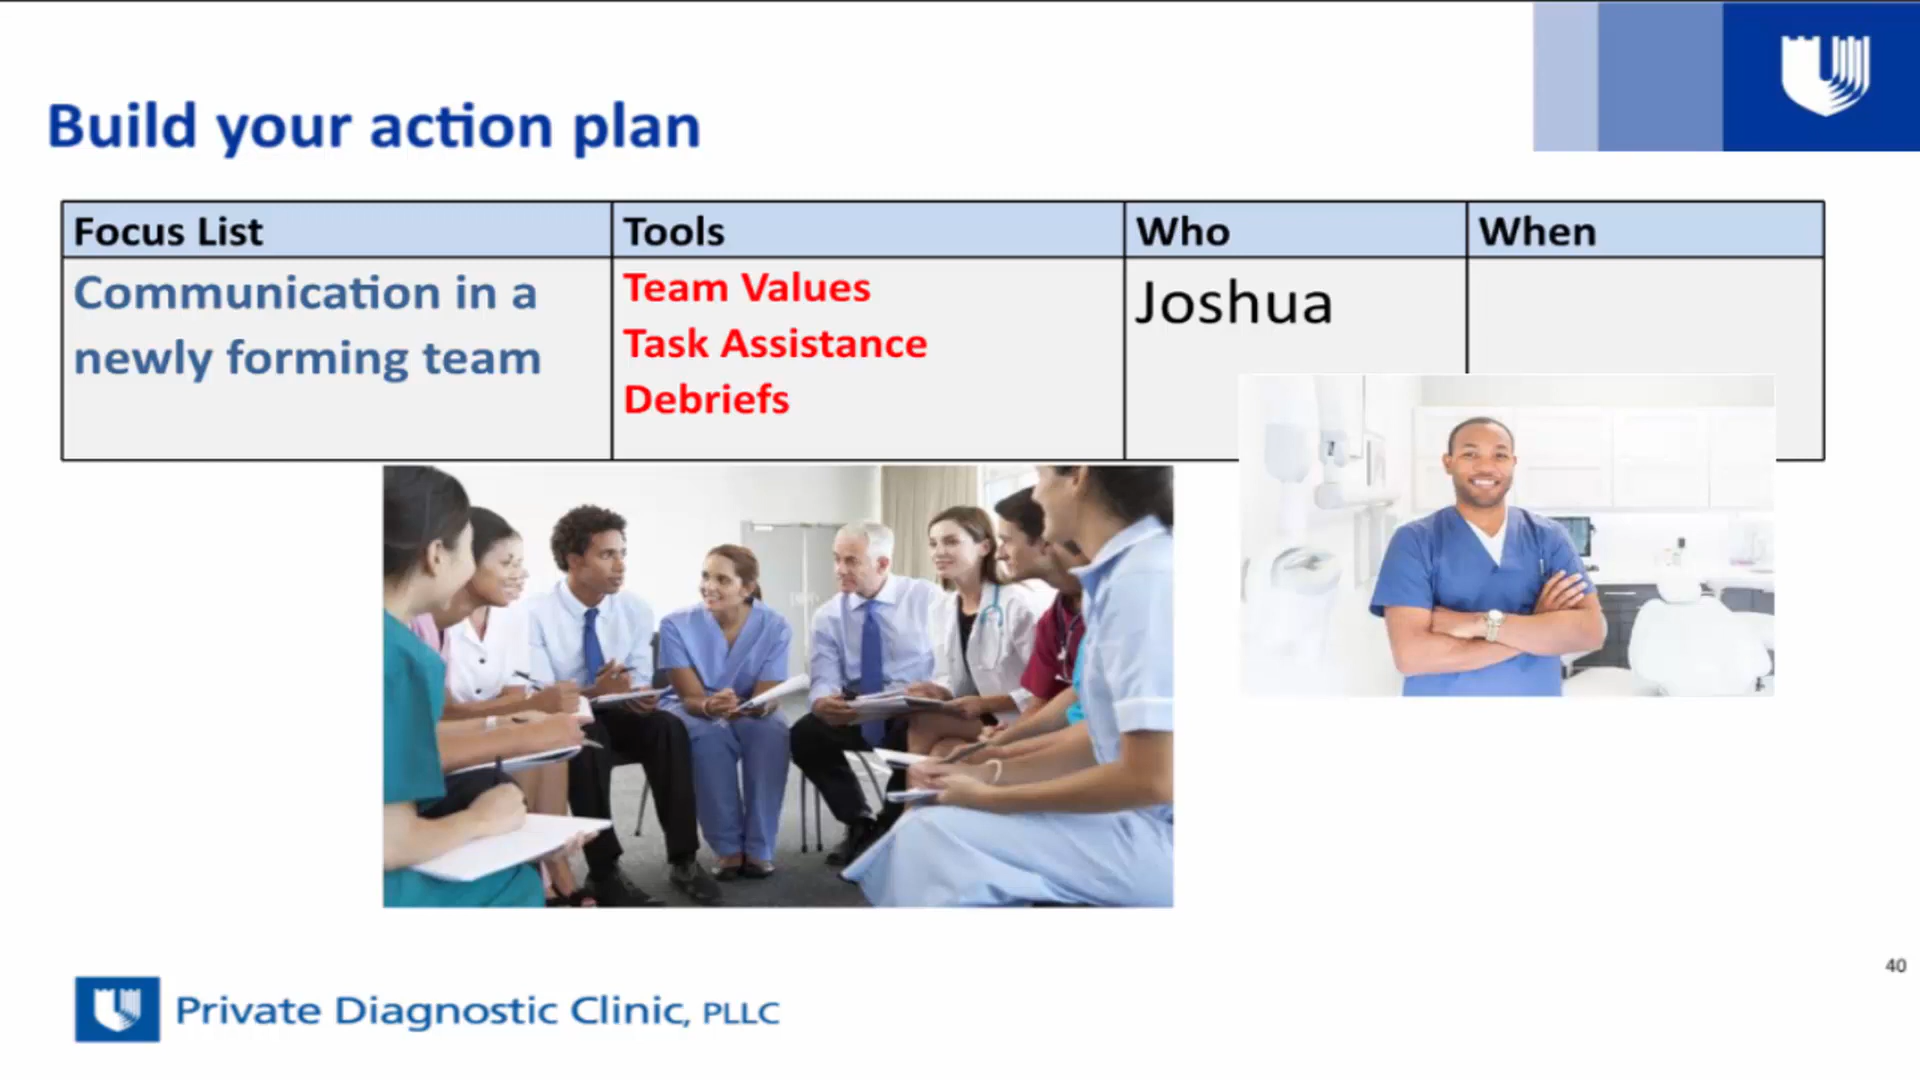 Build your action plan
Focus List
Tools
Who
When
Communication in a
newly forming team
Team Values
Task Assistance
Debriefs
Joshua
40
Private Diagnostic Clinic, PLLC